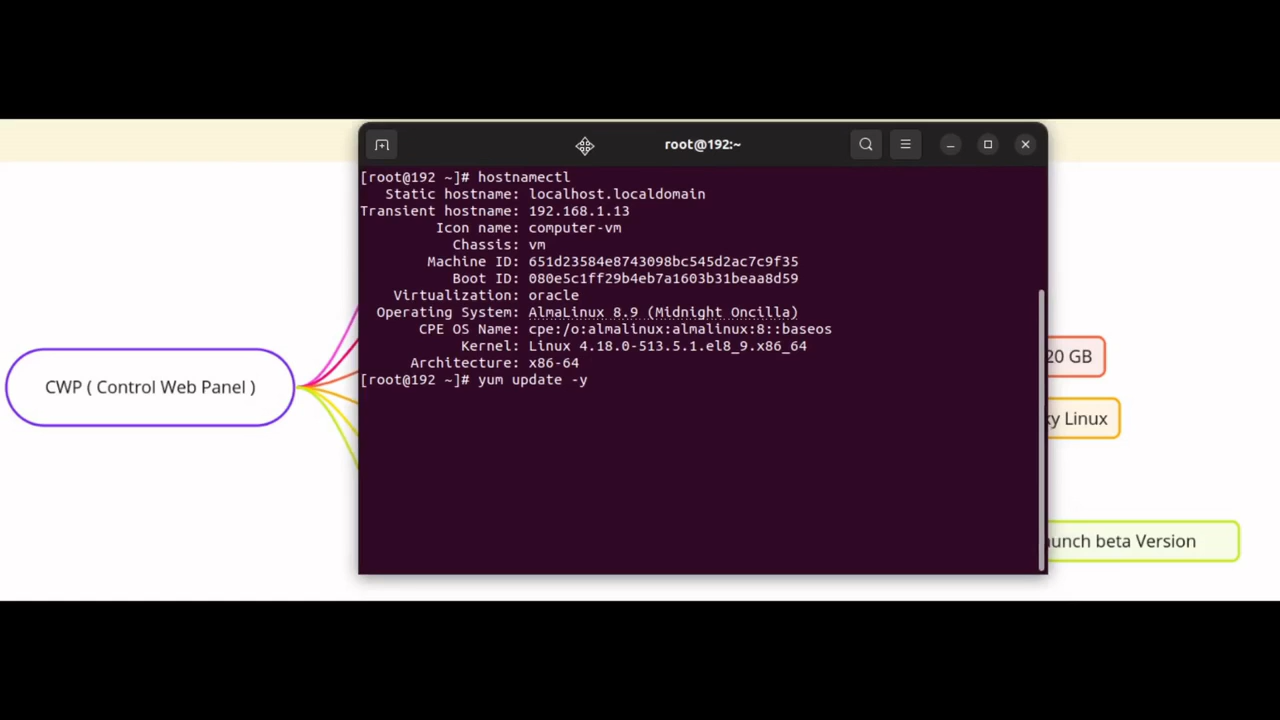 root@192:~
[root@192 ~]# hostnamectl
Static hostname: localhost.localdomain
Transient hostname: 192.168.1.13
Icon name: computer-vm
Chassis: vm
Machine ID: 651d23584e8743098bc545d2ac7c9f35
Boot ID: 080e5c1ff29b4eb7a1603b31beaa8d59
Virtualization: oracle
Operating System: AlmaLinux 8.9 (Midnight Oncilla)
CPE OS Name: cpe:/o:almalinux:almalinux:8::baseos
Kernel: Linux 4.18.0-513.5.1.el8_9.x86_64
Architecture: x86-64
[root@192 ~]# yum update -y
CWP ( Control Web Panel )
20 GB
Linux
beta Version